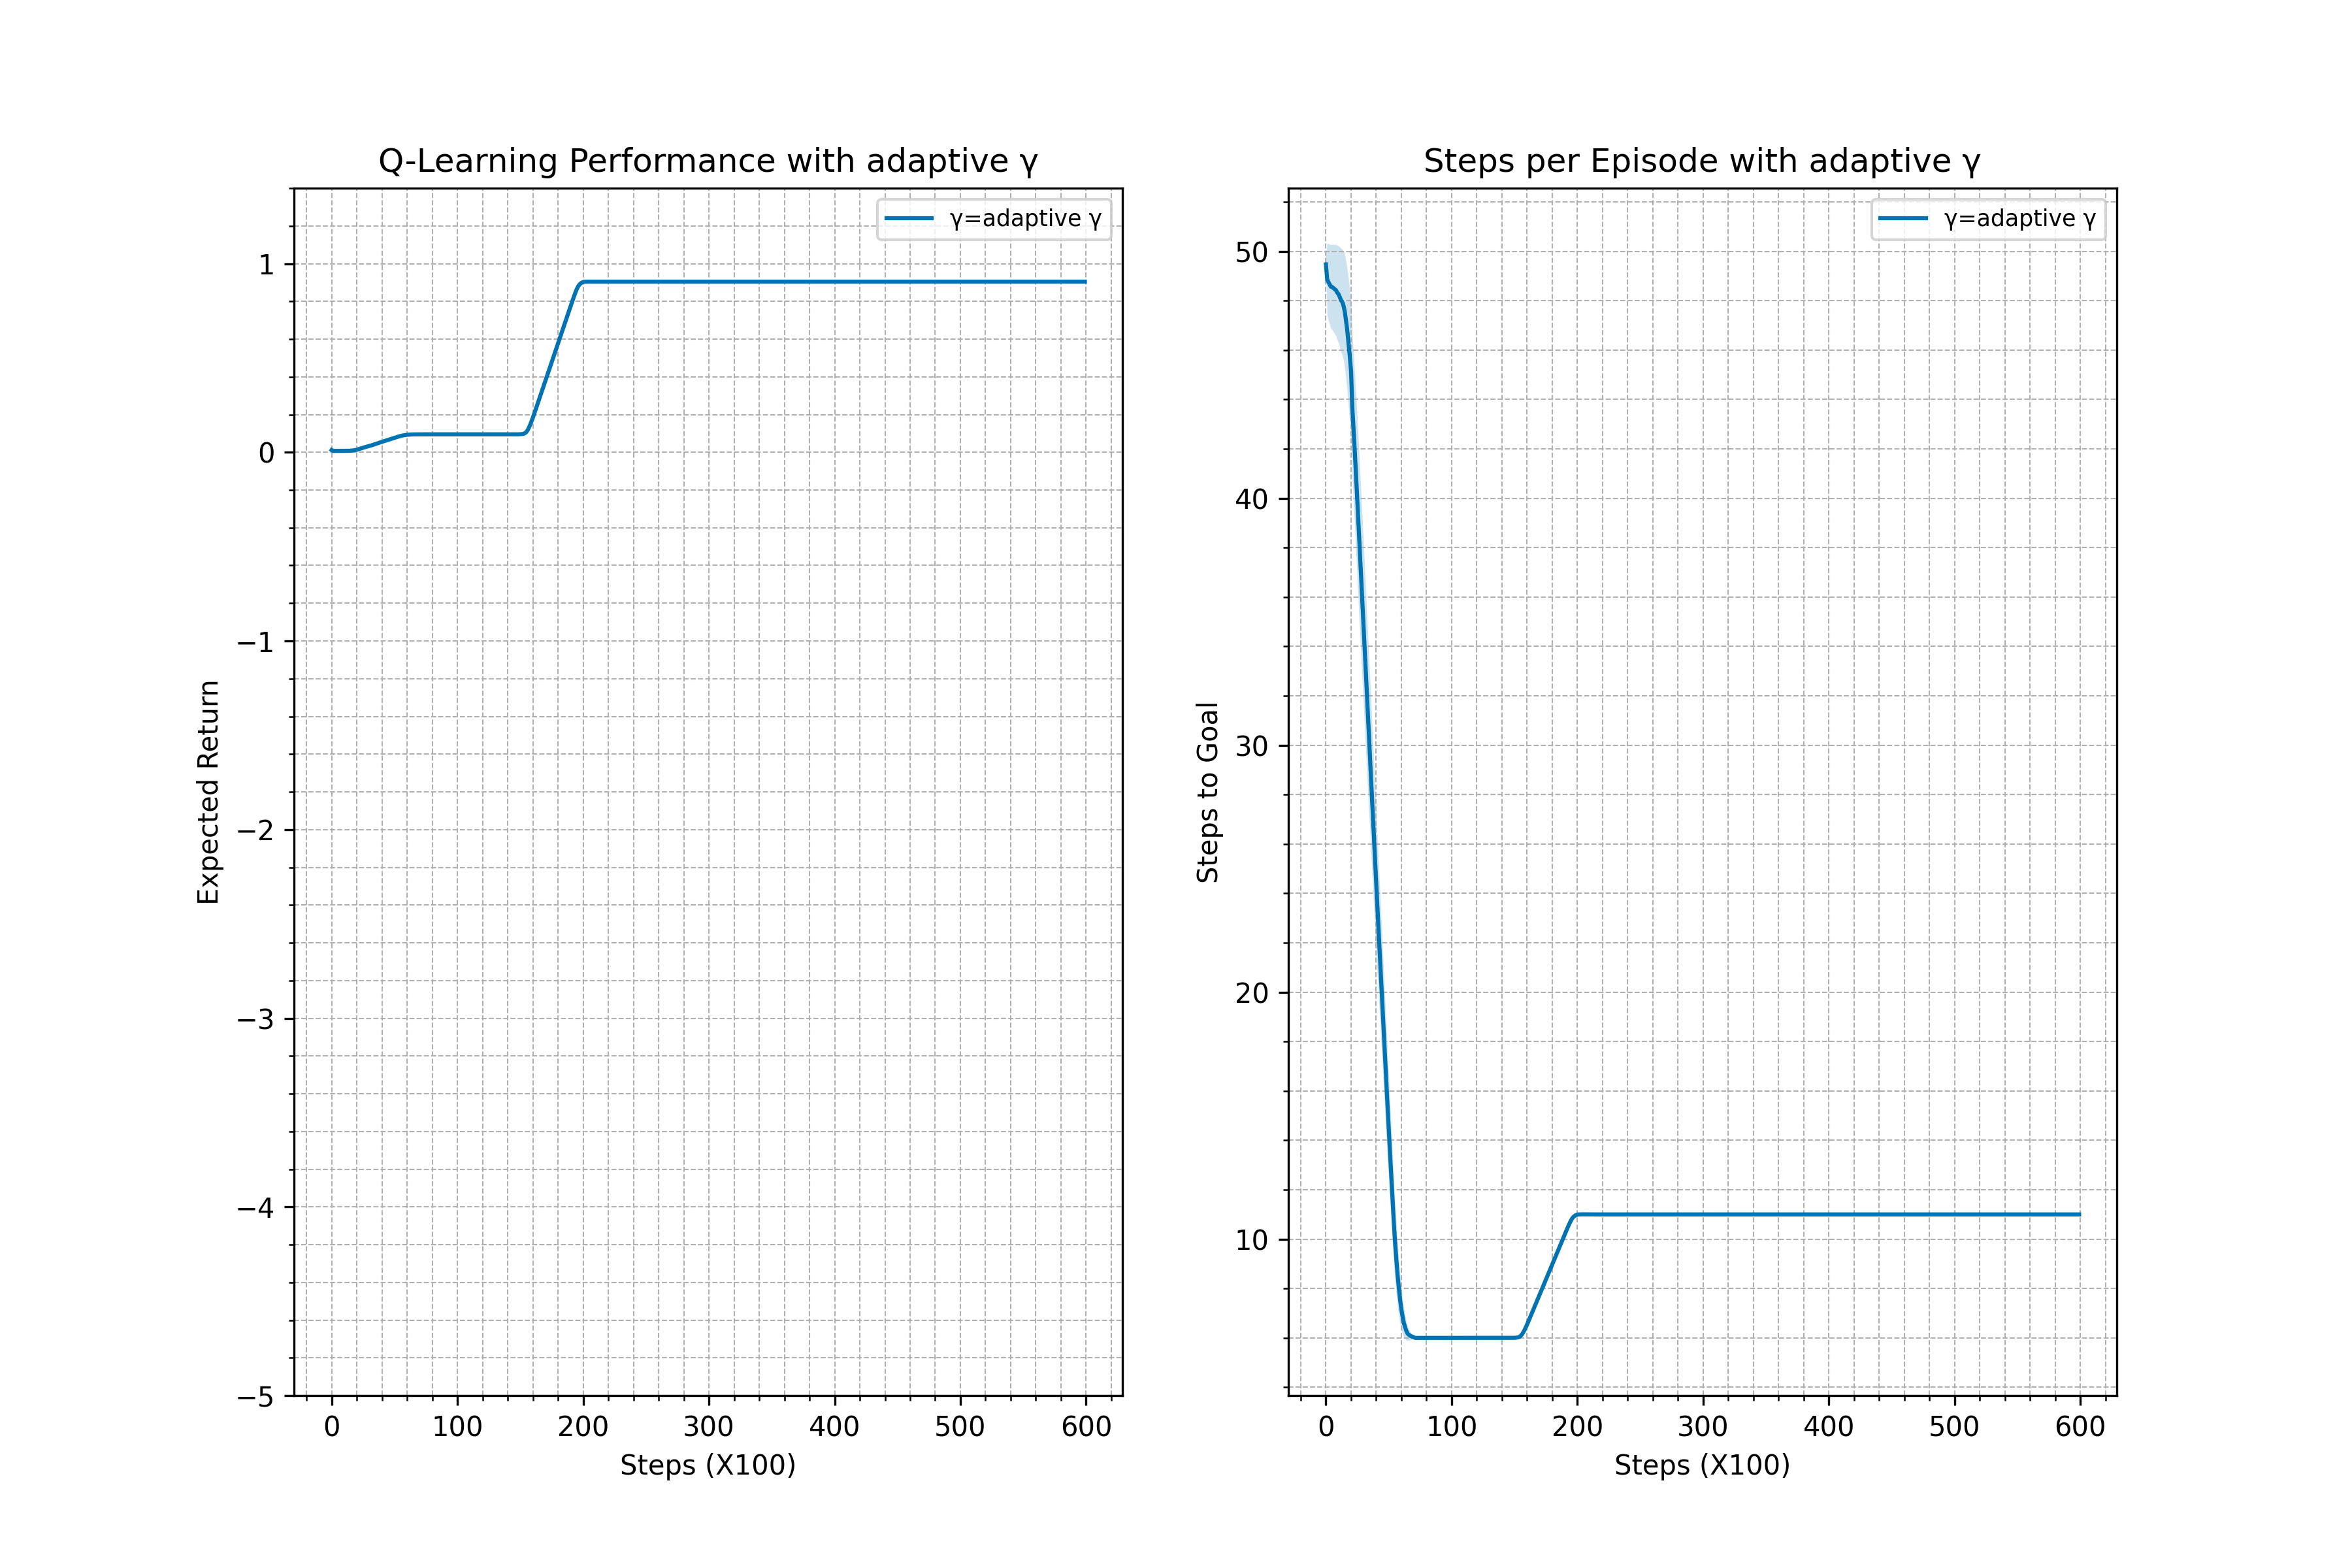 Q-Learning Performance with adaptive γ
γ=adaptive γ
1
0
−1
−2
−3
−4
−5
Expected Return
0 100 200 300 400 500 600
Steps (X100)
Steps per Episode with adaptive γ
γ=adaptive γ
50
40
30
20
10
Steps to Goal
0 100 200 300 400 500 600
Steps (X100)